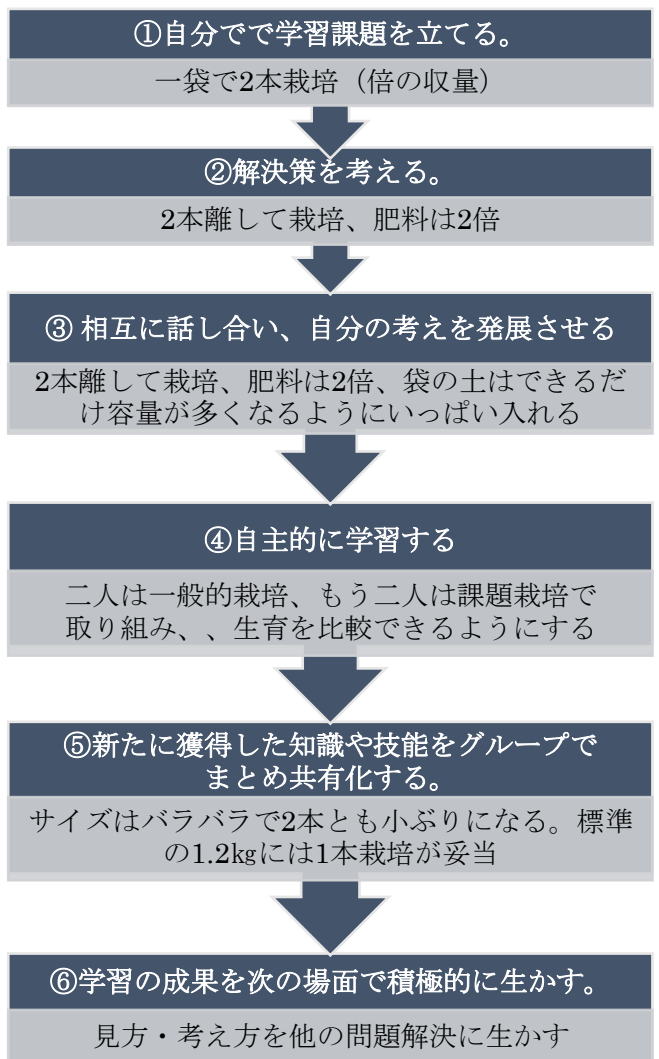 ①自分でで学習課題を立てる。
一袋で2本栽培（倍の収量）
②解決策を考える。
2本離して栽培、肥料は2倍
③ 相互に話し合い、自分の考えを発展させる
2本離して栽培、肥料は2倍、袋の土はできるだ
け容量が多くなるようにいっぱい入れる
④自主的に学習する
二人は一般的栽培、もう二人は課題栽培で
取り組み、、生育を比較できるようにする
⑤新たに獲得した知識や技能をグループで
まとめ共有化する。
サイズはバラバラで2本とも小ぶりになる。標準
の1.2㎏には1本栽培が妥当
⑥学習の成果を次の場面で積極的に生かす。
見方・考え方を他の問題解決に生かす